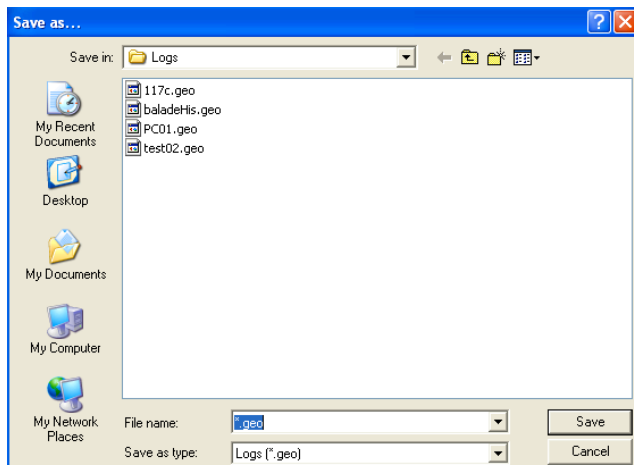 Save as...
Save in:
Logs
117c.geo
baladeHis.geo
PC01.geo
test02.geo
My Recent
Documents
Desktop
My Documents
My Computer
My Network
Places
File name:
*.geo
Save
Save as type:
Logs (*.geo)
Cancel